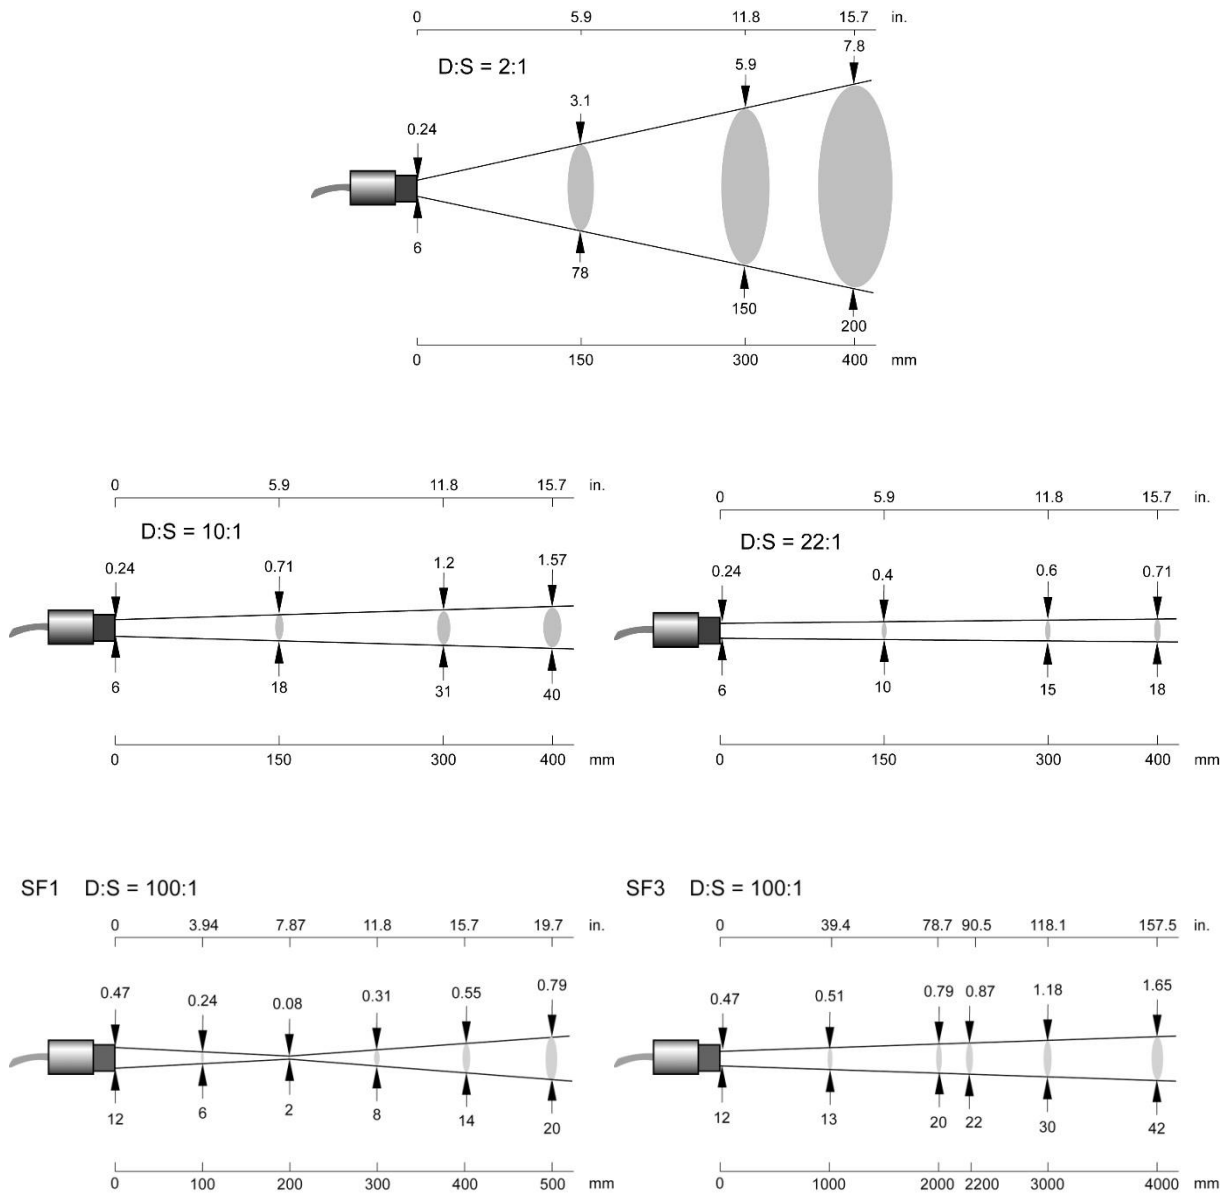 0 5.9 11.8 15.7 in.
D:S = 2:1
7.8
5.9
3.1
0.24
6
78
150
200
0 150 300 400 mm
0 5.9 11.8 15.7 in.
D:S = 10:1
0.24 0.71 1.2 1.57
6 18 31 40
0 150 300 400 mm
0 5.9 11.8 15.7 in.
D:S = 22:1
0.24 0.4 0.6 0.71
6 10 15 18
0 150 300 400 mm
SF1 D:S = 100:1
0 3.94 7.87 11.8 15.7 19.7 in.
0.47 0.24 0.08 0.31 0.55 0.79
12 6 2 8 14 20
0 100 200 300 400 500 mm
SF3 D:S = 100:1
0 39.4 78.7 90.5 118.1 157.5 in.
0.47 0.51 0.79 0.87 1.18 1.65
12 13 20 22 30 42
0 1000 2000 2200 3000 4000 mm